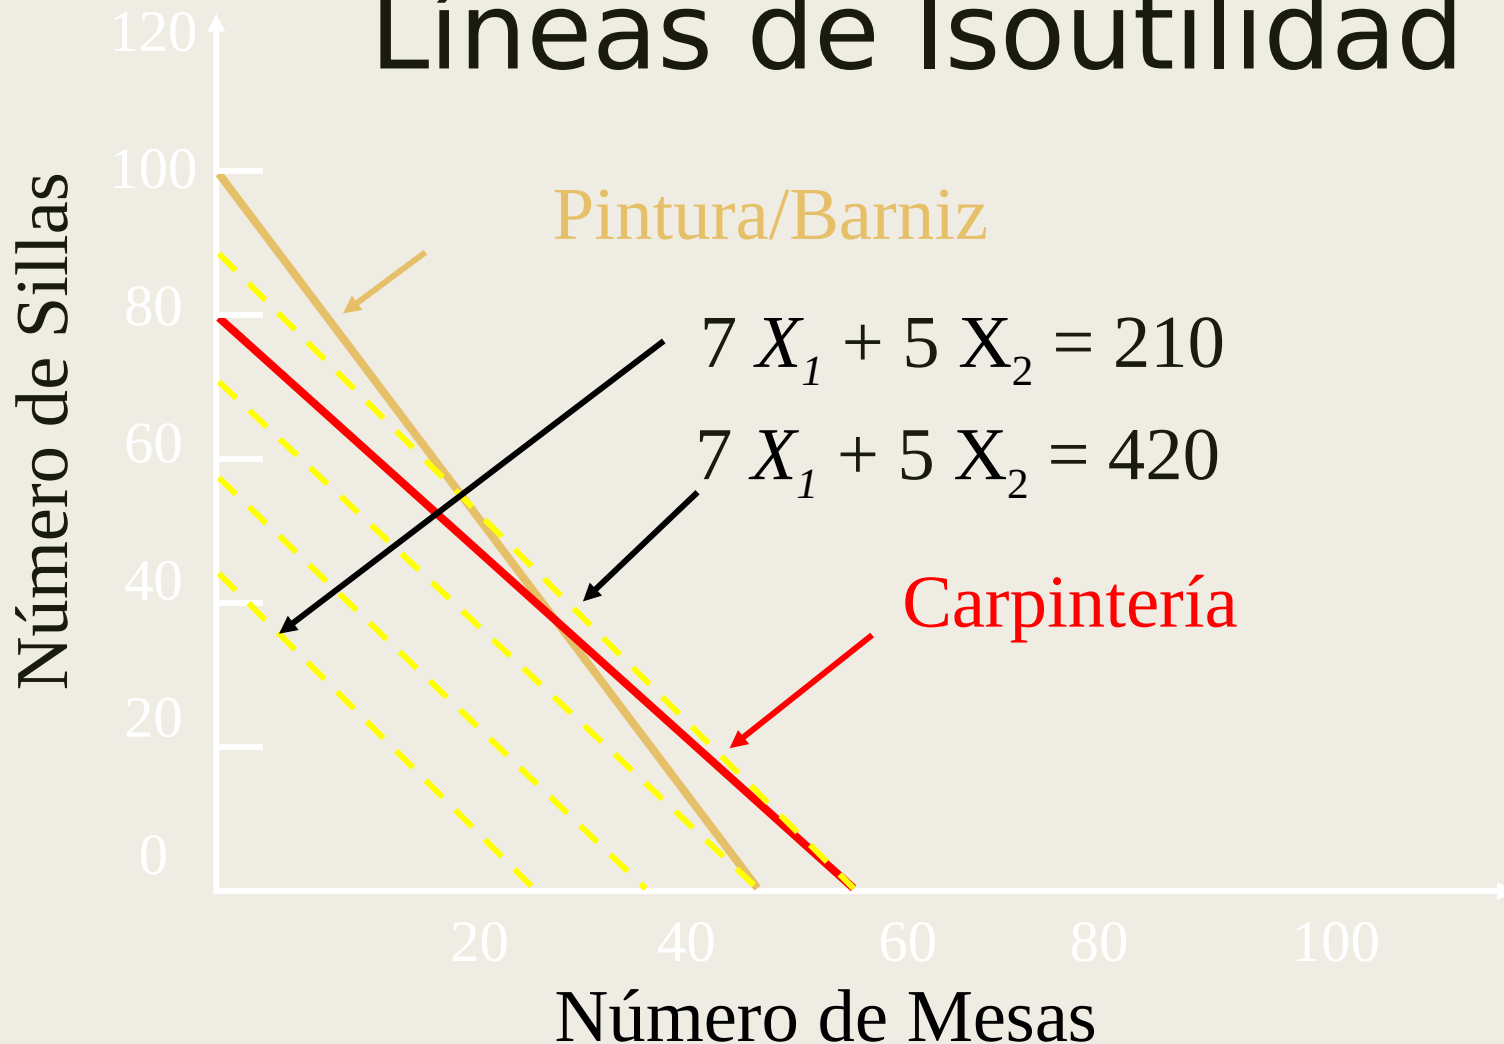 Líneas de Isoutilidad
120
100
80
60
40
20
0
Número de Sillas
Pintura/Barniz
7 X1 + 5 X2 = 210
7 X1 + 5 X2 = 420
Carpintería
20 40 60 80 100
Número de Mesas